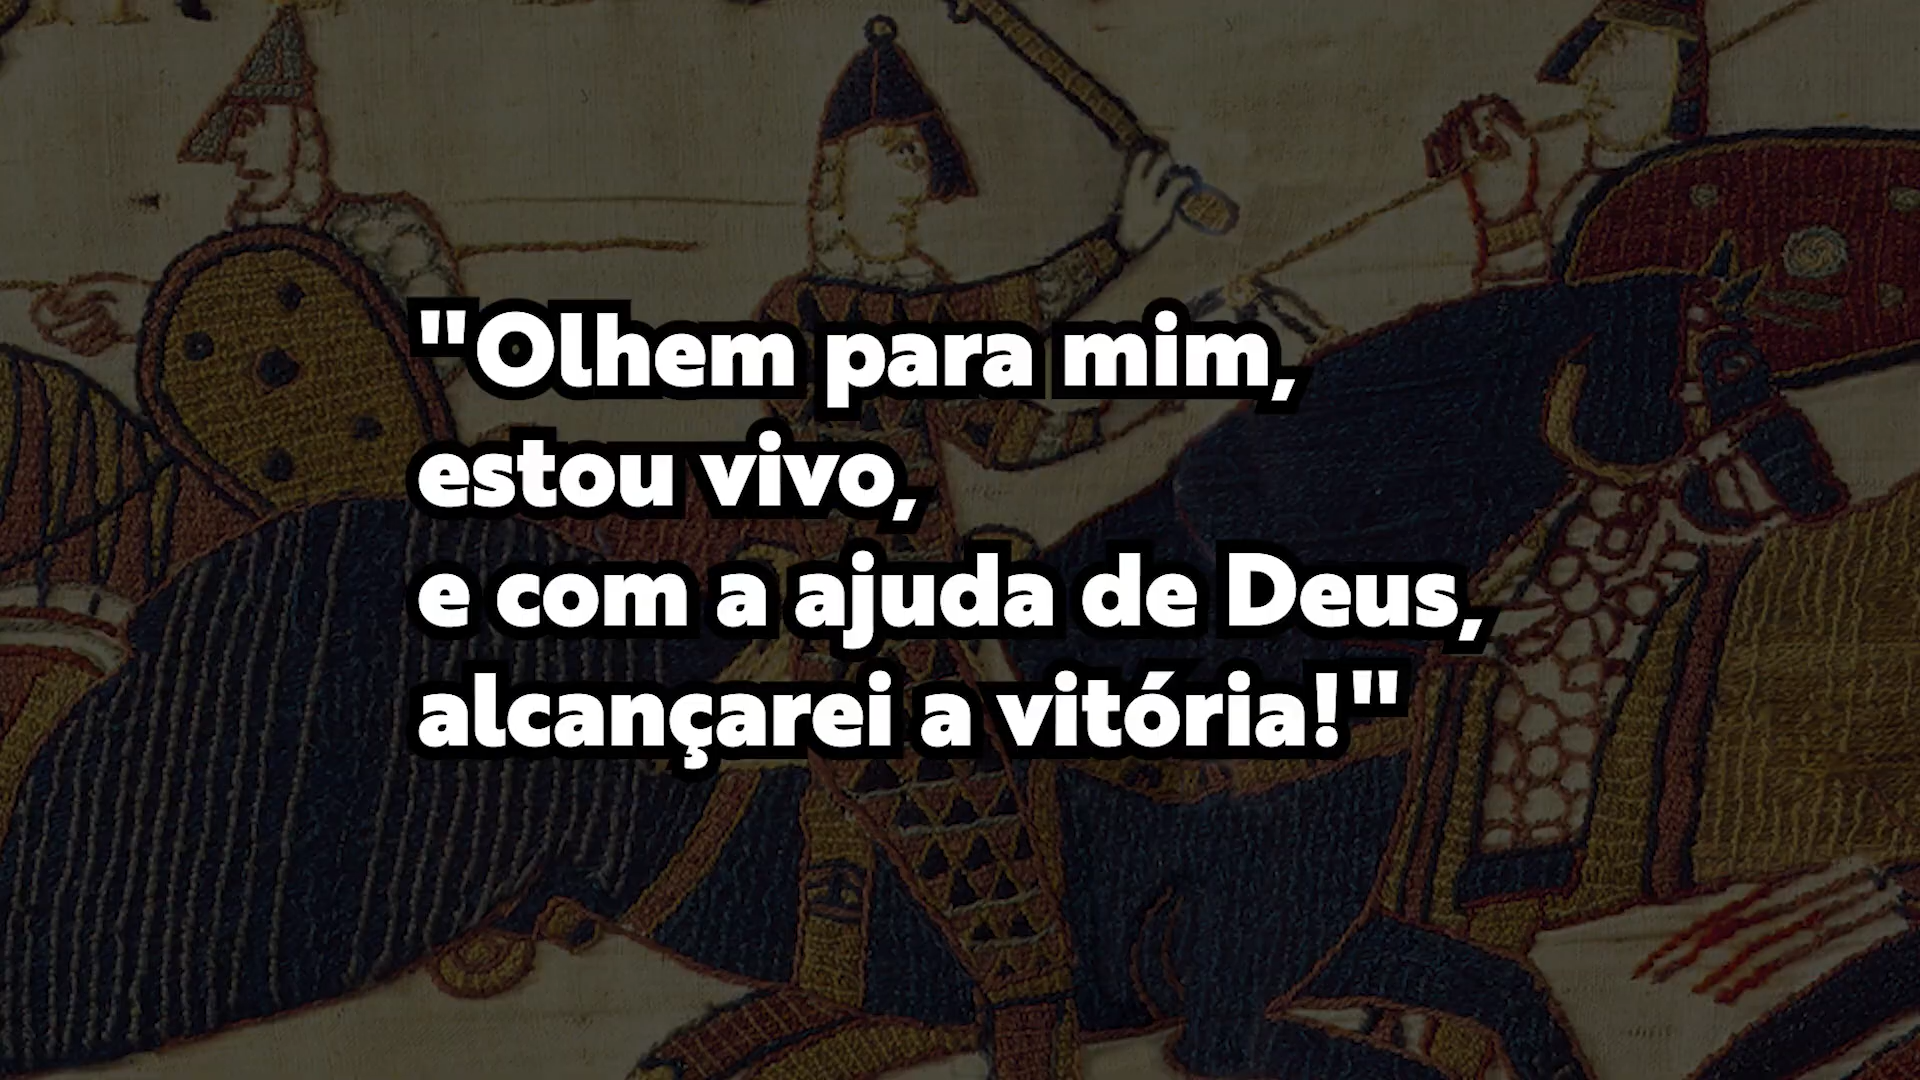 "Olhem para mim,
estou vivo,
e com a ajuda de Deus,
alcançarei a vitória!"